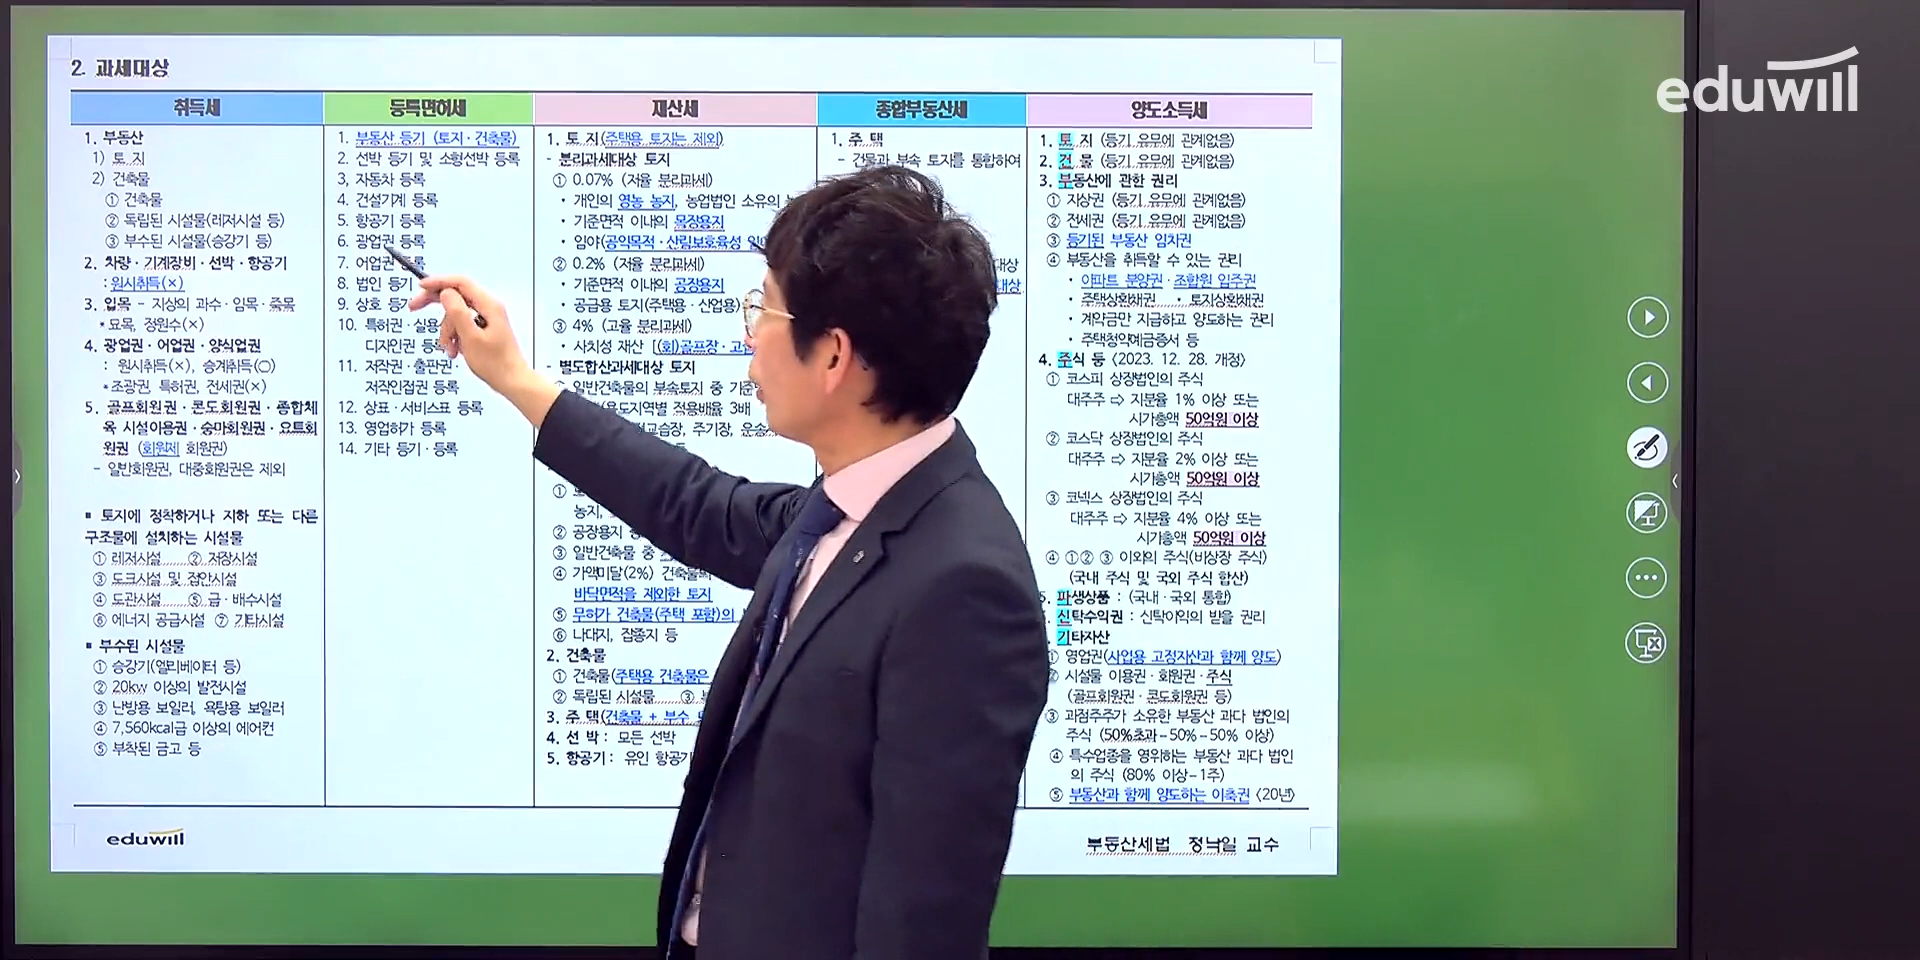 eduwill
2. 과세대상
취득세
1. 부동산
1) 토 지
2) 건축물
① 건축물
② 독립된 시설물(레저시설 등)
③ 부수된 시설물(승강기 등)
2. 차량·기계장비·선박·항공기
: 원시취득(×)
3. 입목 - 지상의 과수·임목·죽목
*묘목, 정원수(×)
4. 광업권·어업권·양식업권
: 원시취득(×), 승계취득(○)
*조광권, 특허권, 전세권(×)
5. 골프회원권·콘도회원권·종합체
육 시설이용권·승마회원권·요트회
원권 (회원제 회원권)
- 일반회원권, 대중회원권은 제외
▪ 토지에 정착하거나 지하 또는 다른
구조물에 설치하는 시설물
① 레저시설 ② 저장시설
③ 도크시설 및 접안시설
④ 도관시설 ⑤ 급·배수시설
⑥ 에너지 공급시설 ⑦ 기타시설
▪ 부수된 시설물
① 승강기(엘리베이터 등)
② 20kw 이상의 발전시설
③ 난방용 보일러, 욕탕용 보일러
④ 7,560kcal급 이상의 에어컨
⑤ 부착된 금고 등
등록면허세
1. 부동산 등기 (토지·건축물)
2. 선박 등기 및 소형선박 등록
3, 자동차 등록
4. 건설기계 등록
5. 항공기 등록
6. 광업권 등록
7. 어업권 등록
8. 법인 등기
9. 상호 등기
10. 특허권·실용
디자인권 등록
11. 저작권·출판권·
저작인접권 등록
12. 상표·서비스표 등록
13. 영업허가 등록
14. 기타 등기·등록
재산세
1. 토 지(주택용 토지는 제외)
- 분리과세대상 토지
① 0.07% (저율 분리과세)
• 개인의 영농 농지, 농업법인 소유의
• 기준면적 이내의 목장용지
• 임야(공익목적·산림보호육성
② 0.2% (저율 분리과세)
• 기준면적 이내의 공장용지
• 공급용 토지(주택용·산업용)
③ 4% (고율 분리과세)
• 사치성 재산 [(회)골프장·고급
- 별도합산과세대상 토지
일반건축물의 부속토지 중 기준
용도지역별 적용배율 3배
교습장, 주기장, 운송
①
농지,
② 공장용지 중
③ 일반건축물 중
④ 가액미달(2%) 건축물의
바닥면적을 제외한 토지
⑤ 무허가 건축물(주택 포함)의
⑥ 나대지, 잡종지 등
2. 건축물
① 건축물(주택용 건축물은
② 독립된 시설물 ③
3. 주 택(건축물 + 부수
4. 선 박 : 모든 선박
5. 항공기 : 유인 항공기
종합부동산세
1. 주 택
- 건물과 부속 토지를 통합하여
대상
대상
양도소득세
1. 토 지 (등기 유무에 관계없음)
2. 건 물 (등기 유무에 관계없음)
3. 부동산에 관한 권리
① 지상권 (등기 유무에 관계없음)
② 전세권 (등기 유무에 관계없음)
③ 등기된 부동산 임차권
④ 부동산을 취득할 수 있는 권리
• 아파트 분양권·조합원 입주권
• 주택상환채권 • 토지상환채권
• 계약금만 지급하고 양도하는 권리
• 주택청약예금증서 등
4. 주식 등 <2023. 12. 28. 개정>
① 코스피 상장법인의 주식
대주주 ⇨ 지분율 1% 이상 또는
시가총액 50억원 이상
② 코스닥 상장법인의 주식
대주주 ⇨ 지분율 2% 이상 또는
시가총액 50억원 이상
③ 코넥스 상장법인의 주식
대주주 ⇨ 지분율 4% 이상 또는
시가총액 50억원 이상
④ ①②③ 이외의 주식(비상장 주식)
(국내 주식 및 국외 주식 합산)
5. 파생상품 : (국내·국외 통합)
신탁수익권 : 신탁이익의 받을 권리
기타자산
① 영업권(사업용 고정자산과 함께 양도)
② 시설물 이용권·회원권·주식
(골프회원권·콘도회원권 등)
③ 과점주주가 소유한 부동산 과다 법인의
주식 (50%초과-50%-50% 이상)
④ 특수업종을 영위하는 부동산 과다 법인
의 주식 (80% 이상-1주)
⑤ 부동산과 함께 양도하는 이축권 <20년>
eduwill
부동산세법 정낙일 교수